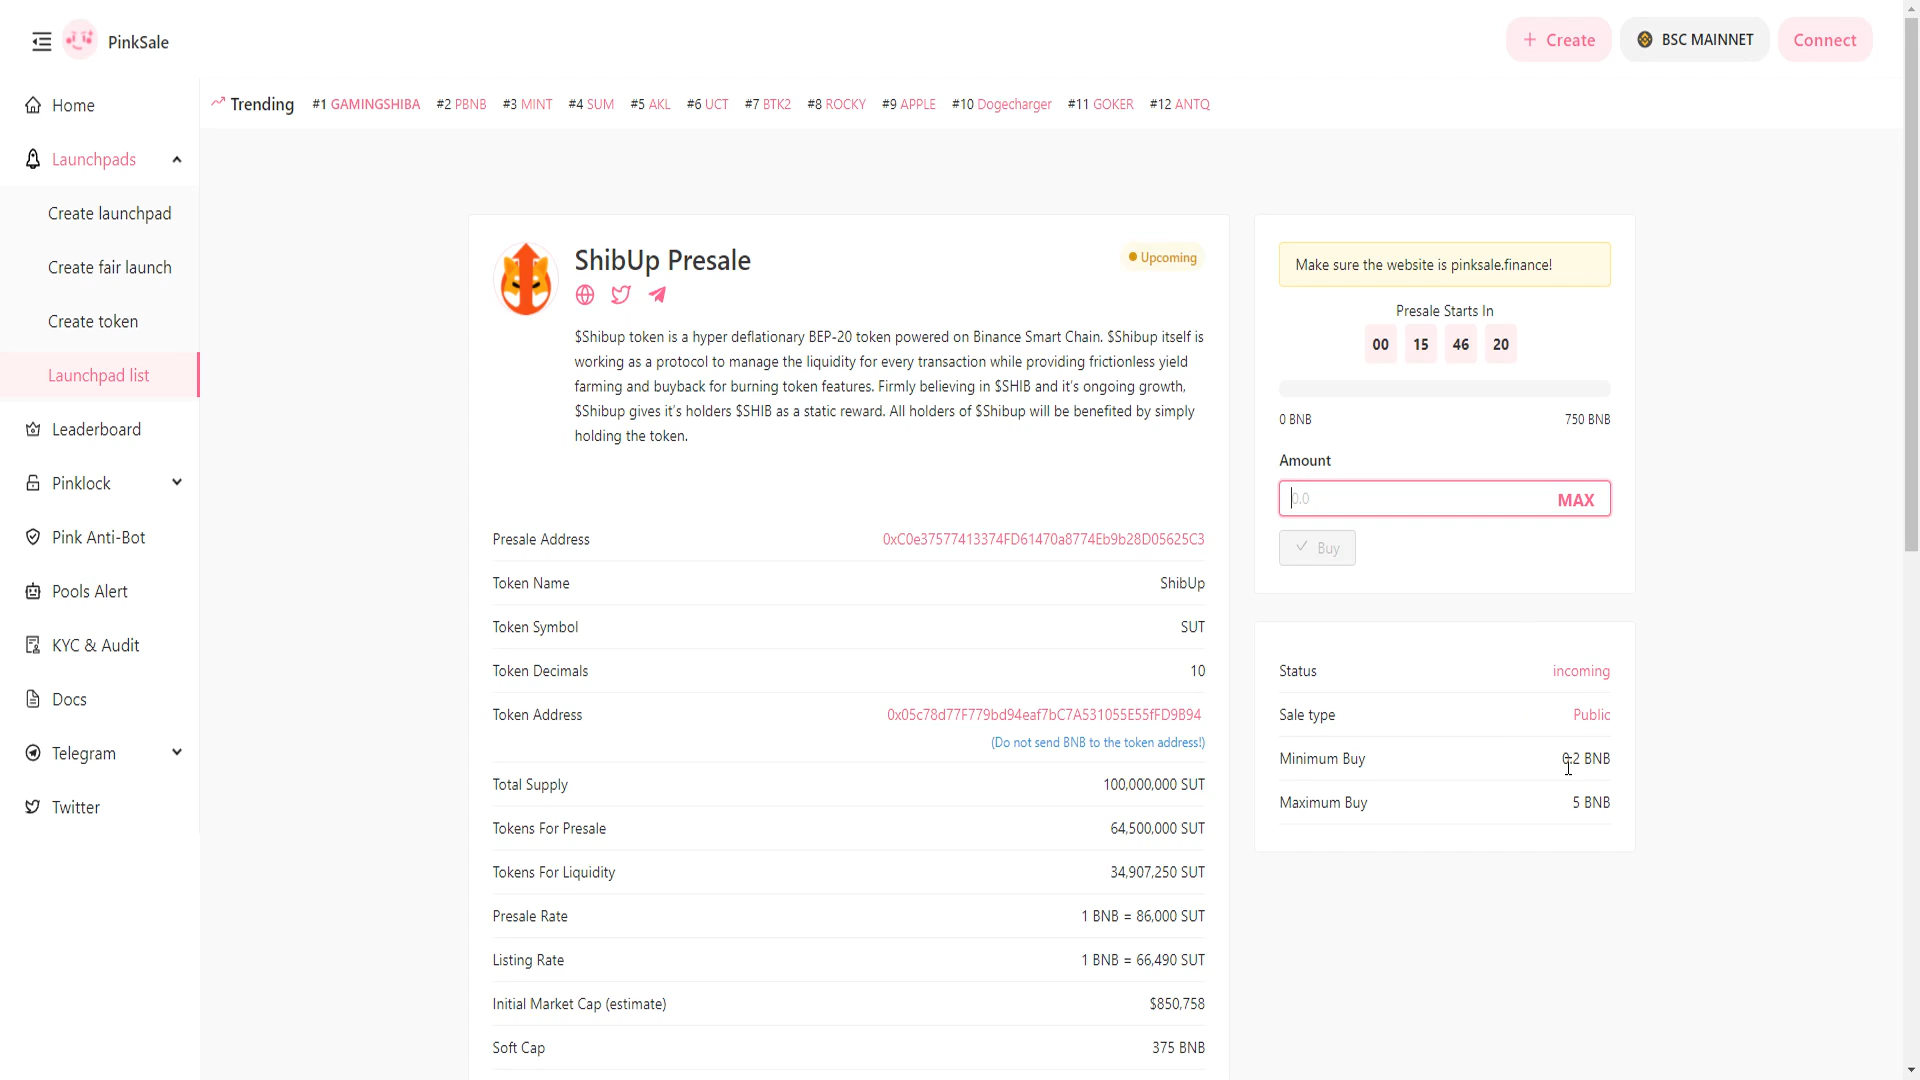 PinkSale
Create
BSC MAINNET
Connect
Home
Launchpads
Create launchpad
Create fair launch
Create token
Launchpad list
Leaderboard
Pinklock
Pink Anti-Bot
Pools Alert
KYC & Audit
Docs
Telegram
Twitter
Trending #1 GAMINGSHIBA #2 PBNB #3 MINT #4 SUM #5 AKL #6 UCT #7 BTK2 #8 ROCKY #9 APPLE #10 Dogecharger #11 GOKER #12 ANTQ
ShibUp Presale
Upcoming
$Shibup token is a hyper deflationary BEP-20 token powered on Binance Smart Chain. $Shibup itself is
working as a protocol to manage the liquidity for every transaction while providing frictionless yield
farming and buyback for burning token features. Firmly believing in $SHIB and it's ongoing growth,
$Shibup gives it's holders $SHIB as a static reward. All holders of $Shibup will be benefited by simply
holding the token.
Presale Address 0xC0e37577413374FD61470a8774Eb9b28D05625C3
Token Name ShibUp
Token Symbol SUT
Token Decimals 10
Token Address 0x05c78d77F779bd94eaf7bC7A531055E55fFD9B94
(Do not send BNB to the token address!)
Total Supply 100,000,000 SUT
Tokens For Presale 64,500,000 SUT
Tokens For Liquidity 34,907,250 SUT
Presale Rate 1 BNB = 86,000 SUT
Listing Rate 1 BNB = 66,490 SUT
Initial Market Cap (estimate) $850,758
Soft Cap 375 BNB
Make sure the website is pinksale.finance!
Presale Starts In
00 15 46 20
0 BNB 750 BNB
Amount
0.0 MAX
Buy
Status incoming
Sale type Public
Minimum Buy 0.2 BNB
Maximum Buy 5 BNB